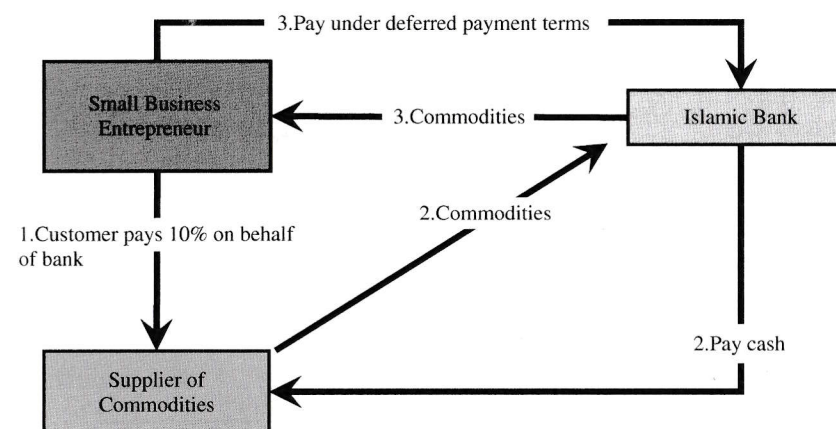 3.Pay under deferred payment terms
Small Business
Entrepreneur
3.Commodities
Islamic Bank
2.Commodities
1.Customer pays 10% on behalf
of bank
2.Pay cash
Supplier of
Commodities